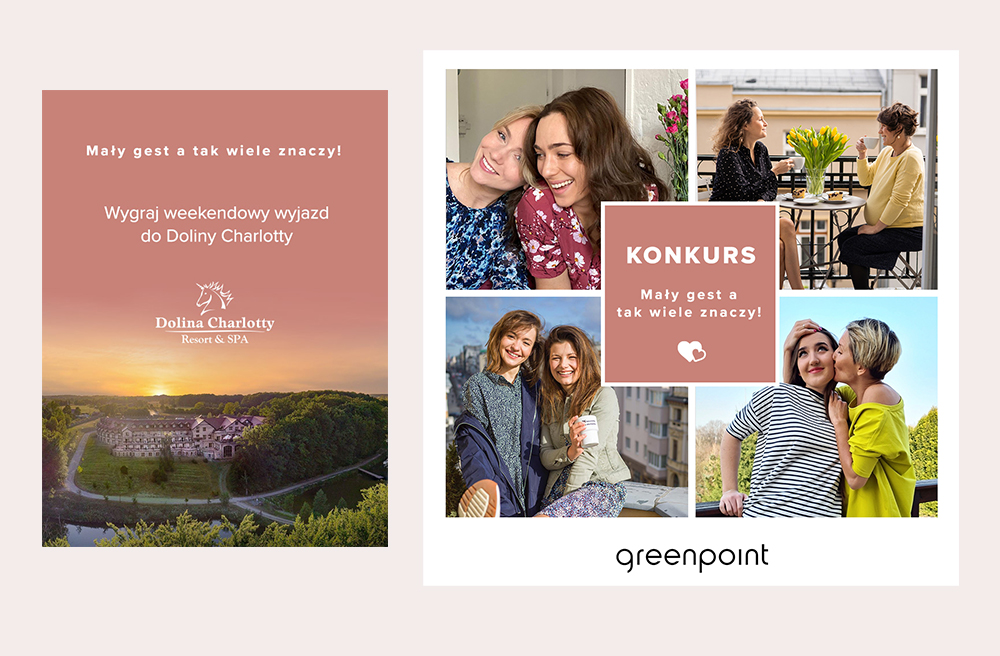 Mały gest a tak wiele znaczy!
Wygraj weekendowy wyjazd
do Doliny Charlotty
Dolina Charlotty
Resort & SPA
KONKURS
Mały gest a
tak wiele znaczy!
greenpoint